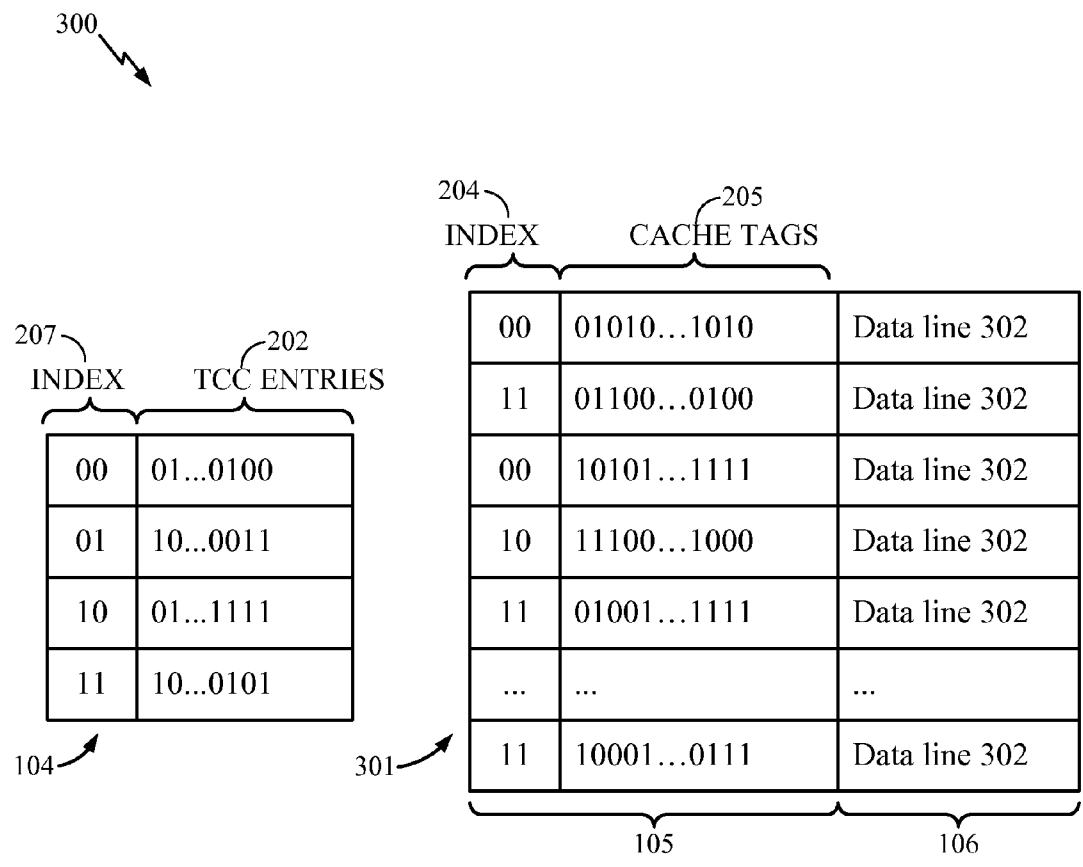 300
204 205
INDEX CACHE TAGS
00 01010...1010 Data line 302
11 01100...0100 Data line 302
00 10101...1111 Data line 302
10 11100...1000 Data line 302
11 01001...1111 Data line 302
... ... ...
11 10001...0111 Data line 302
301
105 106
207 202
INDEX TCC ENTRIES
00 01...0100
01 10...0011
10 01...1111
11 10...0101
104